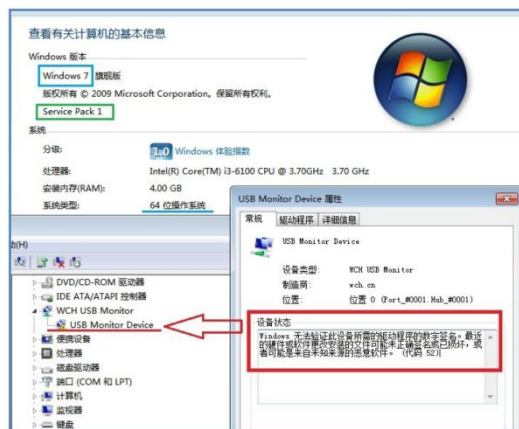 查看有关计算机的基本信息
Windows 版本
Windows 7 旗舰版
版权所有 © 2009 Microsoft Corporation。保留所有权利。
Service Pack 1
系统
分级:
Windows 体验指数
处理器:
Intel(R) Core(TM) i3-6100 CPU @ 3.70GHz 3.70 GHz
安装内存(RAM):
4.00 GB
系统类型:
64 位操作系统
(H)
DVD/CD-ROM 驱动器
IDE ATA/ATAPI 控制器
WCH USB Monitor
USB Monitor Device
便携设备
处理器
磁盘驱动器
端口 (COM 和 LPT)
计算机
监视器
键盘
USB Monitor Device 属性
常规
驱动程序
详细信息
USB Monitor Device
设备类型:
WCH USB Monitor
制造商:
wch.cn
位置:
位置 0 (Port_#0001.Hub_#0001)
设备状态
Windows 无法验证此设备所需的驱动程序的数字签名。最近
的硬件或软件更改安装的文件可能未正确签名或已损坏，或
者可能是来自未知来源的恶意软件。 (代码 52)